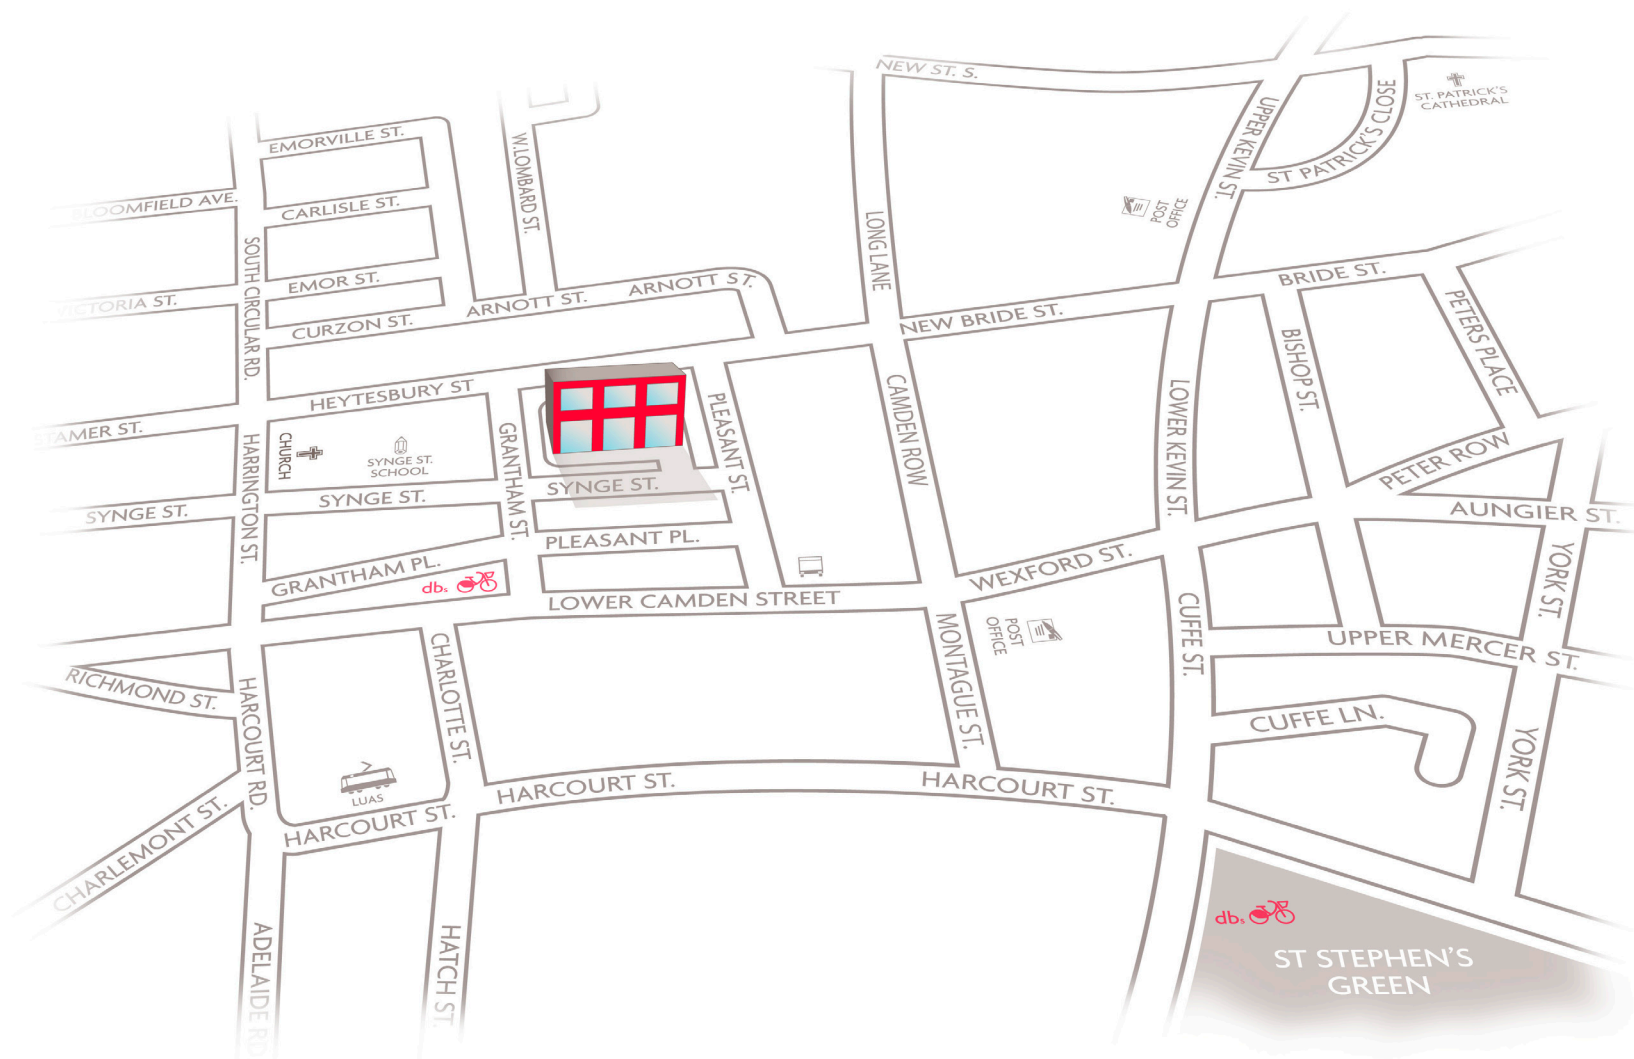 NEW ST. S.
ST. PATRICK'S
CATHEDRAL
ST PATRICK'S CLOSE
UPPER KEVIN ST.
EMORVILLE ST.
W.LOMBARD ST.
BLOOMFIELD AVE.
CARLISLE ST.
POST
OFFICE
LONG LANE
SOUTH CIRCULAR RD.
EMOR ST.
ARNOTT ST.
ARNOTT ST.
BRIDE ST.
VICTORIA ST.
CURZON ST.
NEW BRIDE ST.
PETERS PLACE
BISHOP ST.
HEYTESBURY ST
PLEASANT ST.
CAMDEN ROW
LOWER KEVIN ST.
STAMER ST.
HARRINGTON ST.
CHURCH
SYNGE ST.
SCHOOL
GRANTHAM ST.
PETER ROW
SYNGE ST.
SYNGE ST.
SYNGE ST.
AUNGIER ST.
PLEASANT PL.
GRANTHAM PL.
dbs
WEXFORD ST.
YORK ST.
LOWER CAMDEN STREET
CUFFE ST.
POST
OFFICE
MONTAGUE ST.
UPPER MERCER ST.
CHARLOTTE ST.
RICHMOND ST.
HARCOURT RD.
CUFFE LN.
YORK ST.
LUAS
HARCOURT ST.
HARCOURT ST.
HARCOURT ST.
CHARLEMONT ST.
dbs
ST STEPHEN'S
GREEN
ADELAIDE RD
HATCH ST.